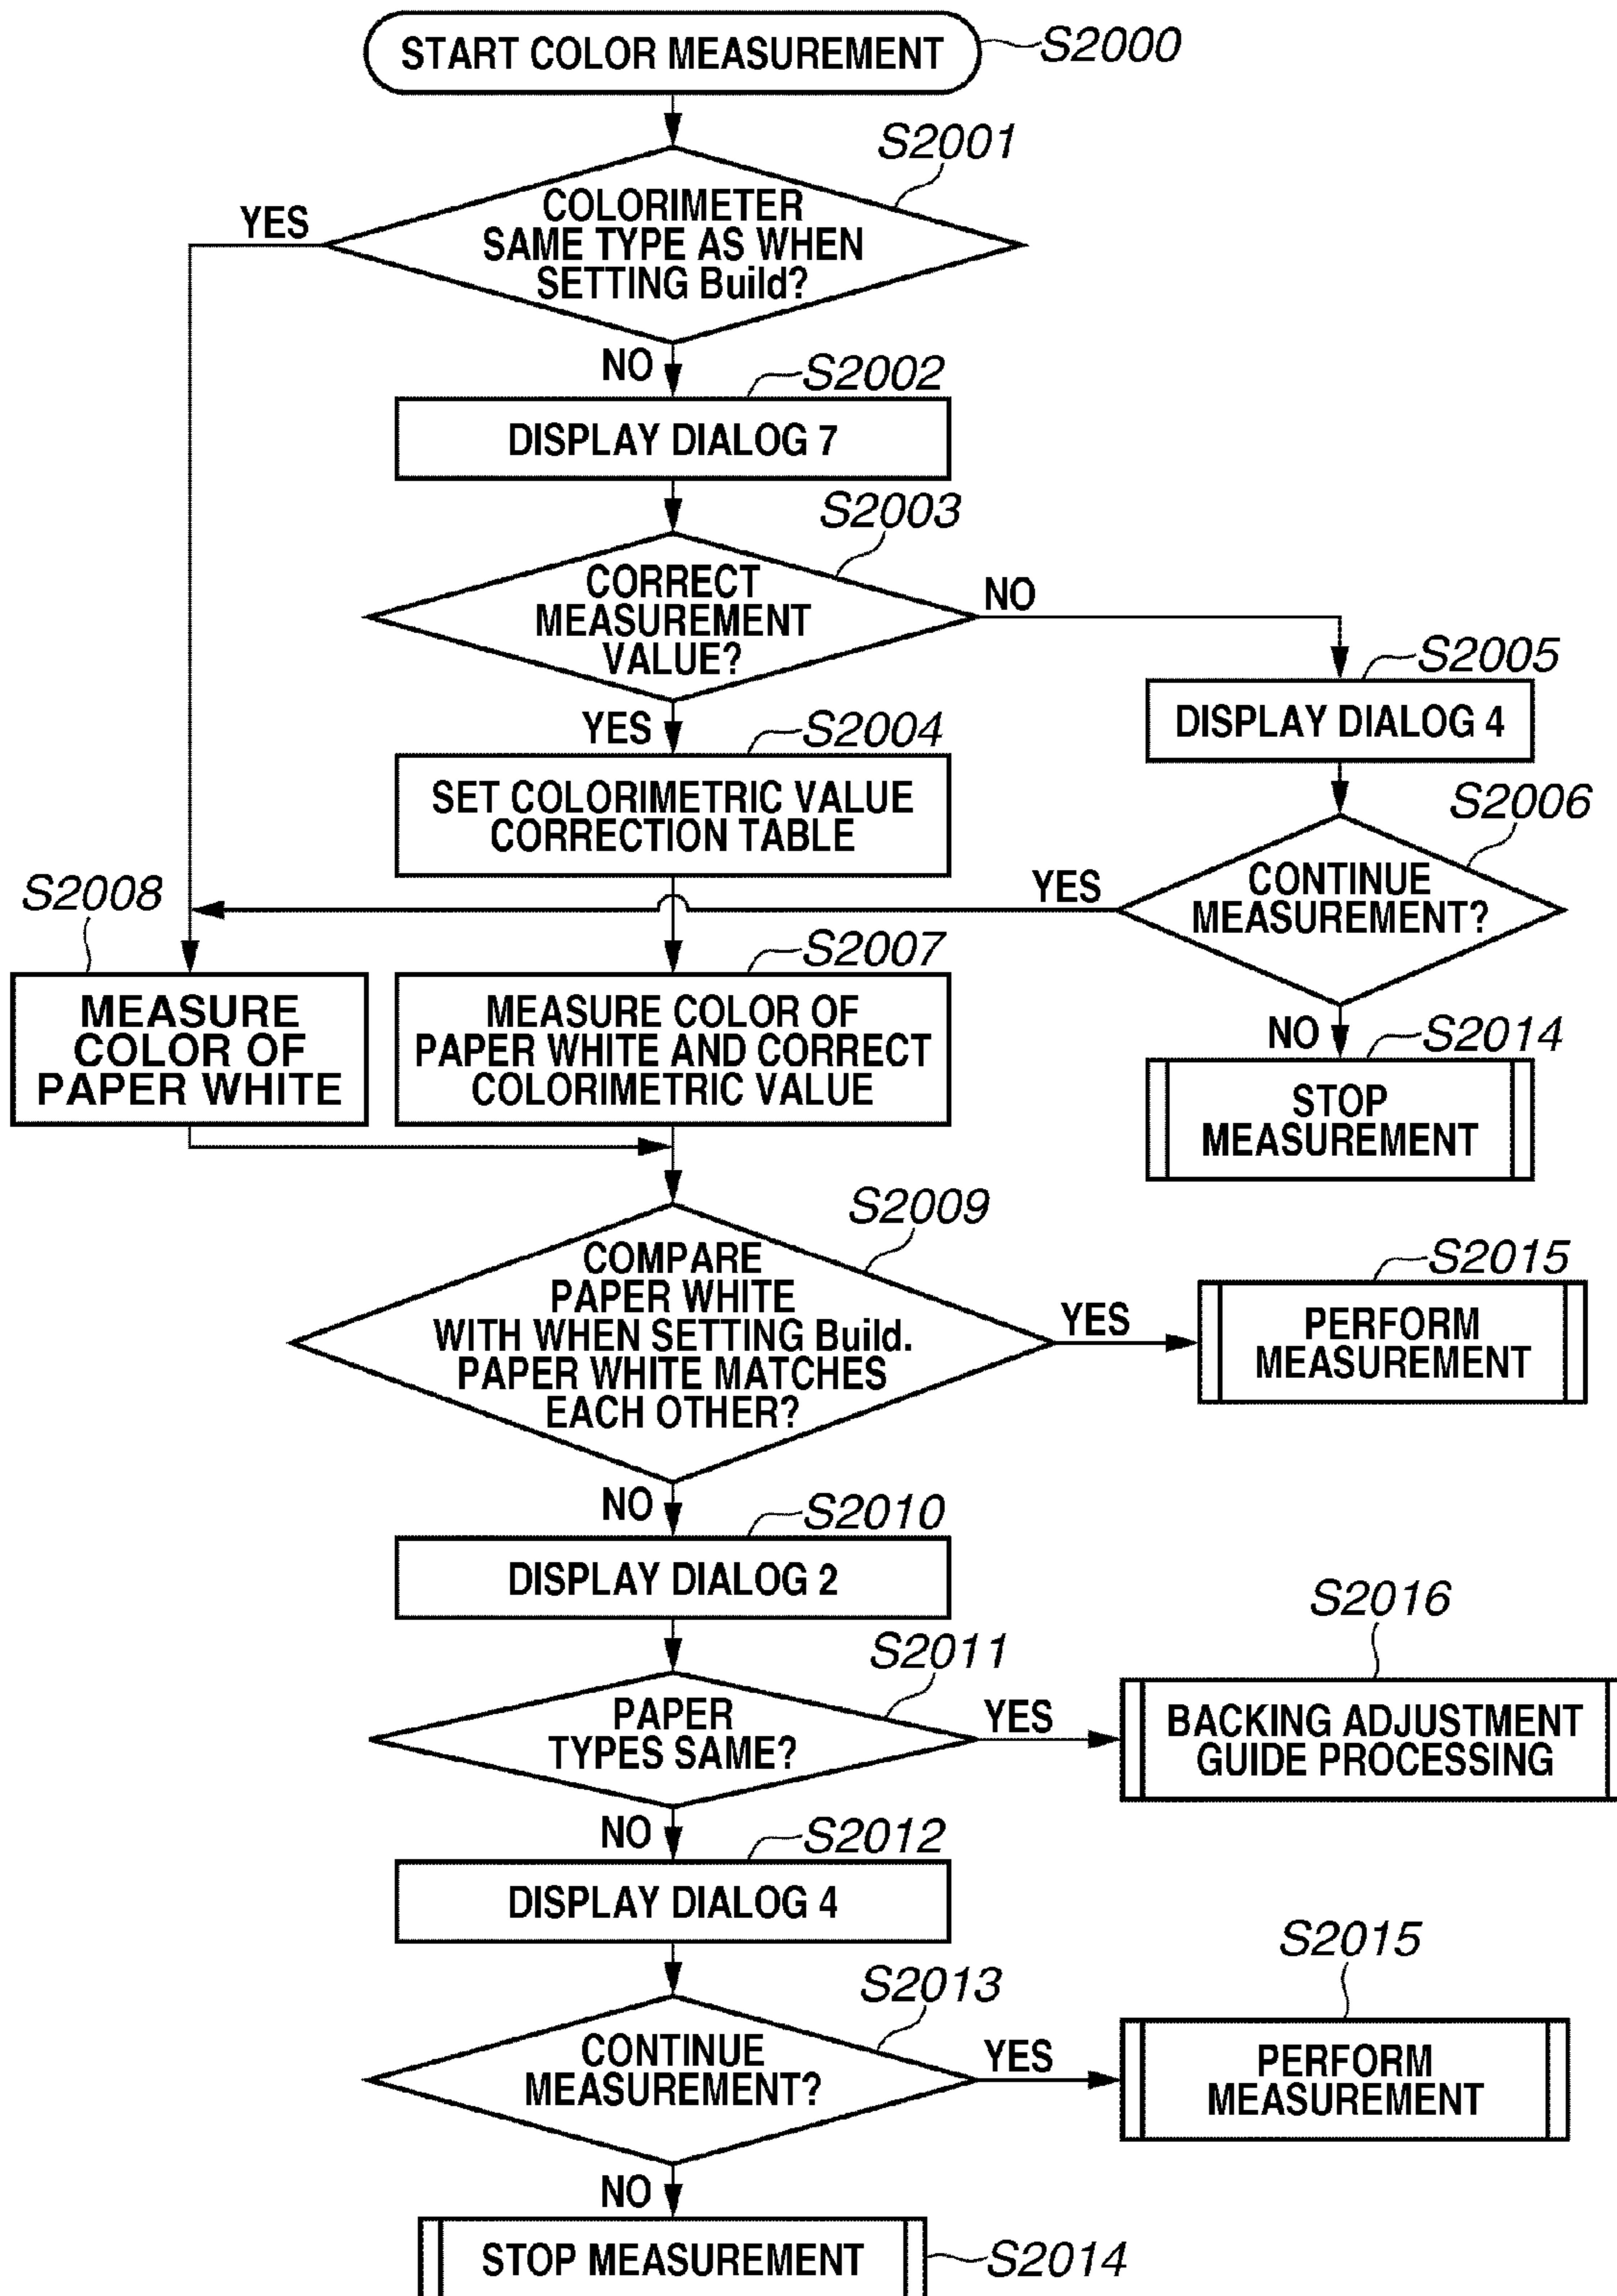 START COLOR MEASUREMENT
S2000
S2001
YES
COLORIMETER
SAME TYPE AS WHEN
SETTING Build?
NO
S2002
DISPLAY DIALOG 7
S2003
CORRECT
MEASUREMENT
VALUE?
NO
S2005
DISPLAY DIALOG 4
YES
S2004
SET COLORIMETRIC VALUE
CORRECTION TABLE
S2006
CONTINUE
MEASUREMENT?
YES
S2008
MEASURE
COLOR OF
PAPER WHITE
S2007
MEASURE COLOR OF
PAPER WHITE AND CORRECT
COLORIMETRIC VALUE
NO
S2014
STOP
MEASUREMENT
S2009
COMPARE
PAPER WHITE
WITH WHEN SETTING Build.
PAPER WHITE MATCHES
EACH OTHER?
YES
S2015
PERFORM
MEASUREMENT
NO
S2010
DISPLAY DIALOG 2
S2011
PAPER
TYPES SAME?
YES
S2016
BACKING ADJUSTMENT
GUIDE PROCESSING
NO
S2012
DISPLAY DIALOG 4
S2013
CONTINUE
MEASUREMENT?
YES
S2015
PERFORM
MEASUREMENT
NO
STOP MEASUREMENT
S2014